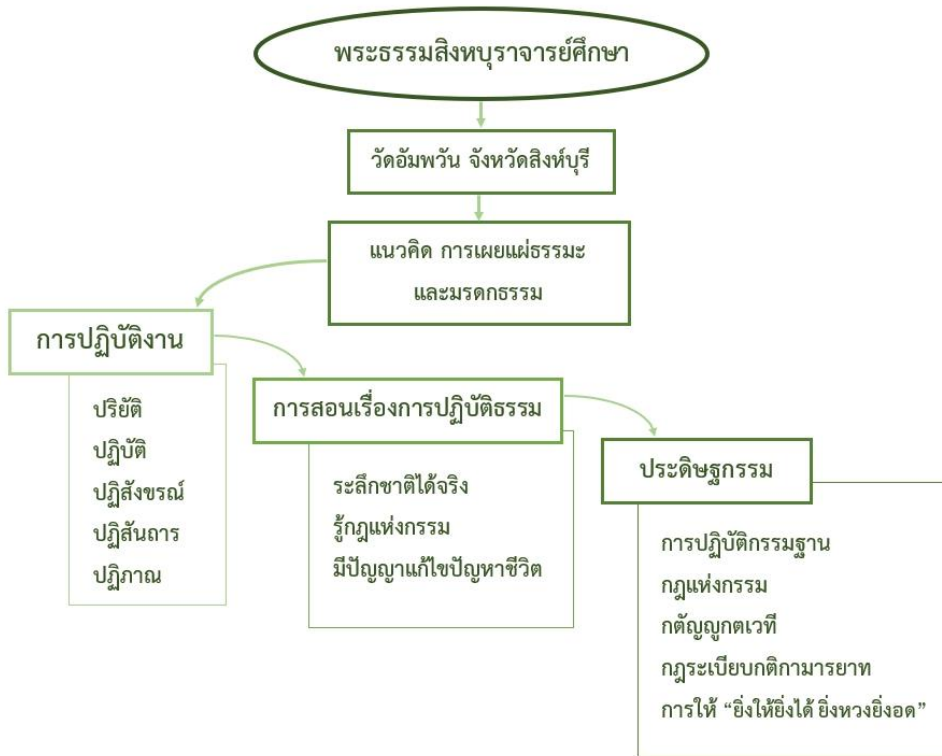 พระธรรมสิงหบุราจารย์ศึกษา
วัดอัมพวัน จังหวัดสิงห์บุรี
แนวคิด การเผยแผ่ธรรมะ
และมรดกธรรม
การปฏิบัติงาน
ปริยัติ
ปฏิบัติ
ปฏิสังขรณ์
ปฏิสันถาร
ปฏิภาณ
การสอนเรื่องการปฏิบัติธรรม
ระลึกชาติได้จริง
รู้กฎแห่งกรรม
มีปัญญาแก้ไขปัญหาชีวิต
ประดิษฐกรรม
การปฏิบัติกรรมฐาน
กฎแห่งกรรม
กตัญญูกตเวที
กฎระเบียบกติกามารยาท
การให้ “ยิ่งให้ยิ่งได้ ยิ่งหวงยิ่งอด”